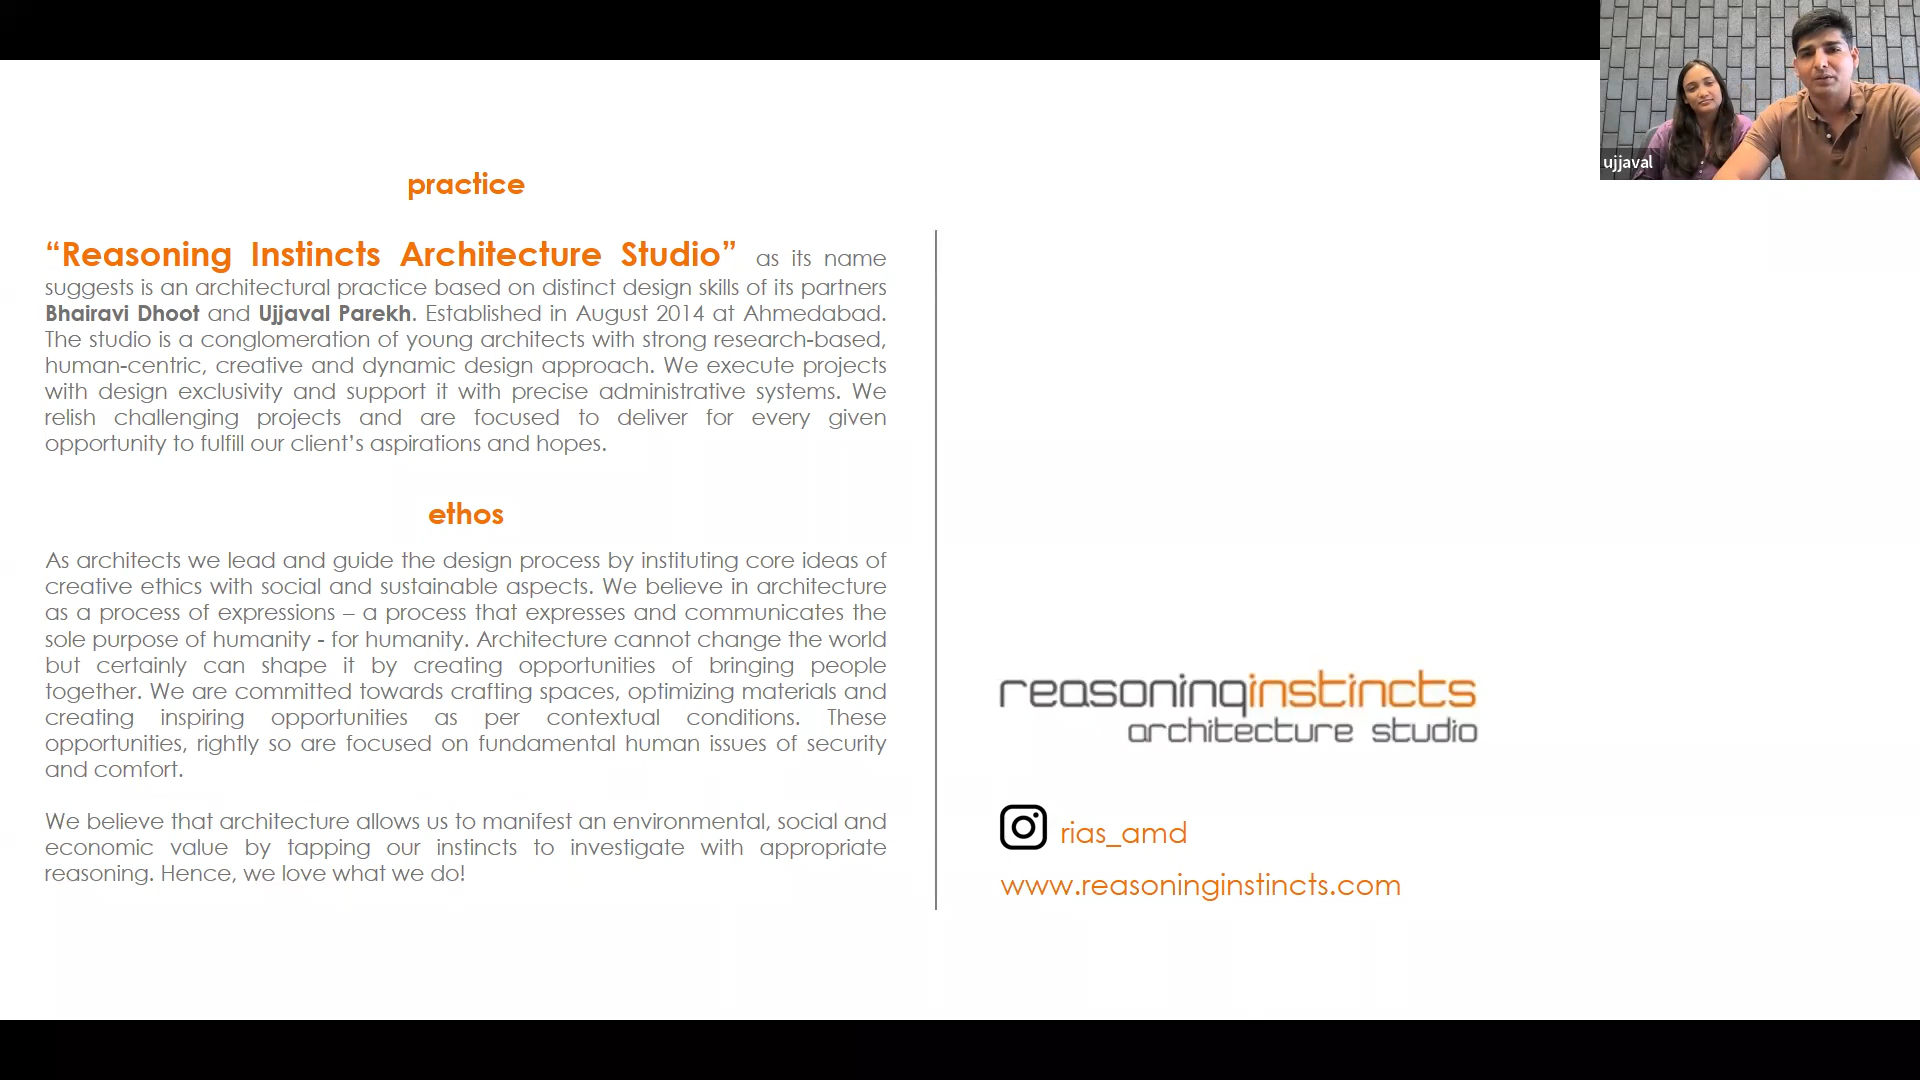 ujjaval
practice
“Reasoning Instincts Architecture Studio” as its name
suggests is an architectural practice based on distinct design skills of its partners
Bhairavi Dhoot and Ujjaval Parekh. Established in August 2014 at Ahmedabad.
The studio is a conglomeration of young architects with strong research-based,
human-centric, creative and dynamic design approach. We execute projects
with design exclusivity and support it with precise administrative systems. We
relish challenging projects and are focused to deliver for every given
opportunity to fulfill our client’s aspirations and hopes.
ethos
As architects we lead and guide the design process by instituting core ideas of
creative ethics with social and sustainable aspects. We believe in architecture
as a process of expressions – a process that expresses and communicates the
sole purpose of humanity - for humanity. Architecture cannot change the world
but certainly can shape it by creating opportunities of bringing people
together. We are committed towards crafting spaces, optimizing materials and
creating inspiring opportunities as per contextual conditions. These
opportunities, rightly so are focused on fundamental human issues of security
and comfort.
We believe that architecture allows us to manifest an environmental, social and
economic value by tapping our instincts to investigate with appropriate
reasoning. Hence, we love what we do!
reasoninginstincts
architecture studio
rias_amd
www.reasoninginstincts.com